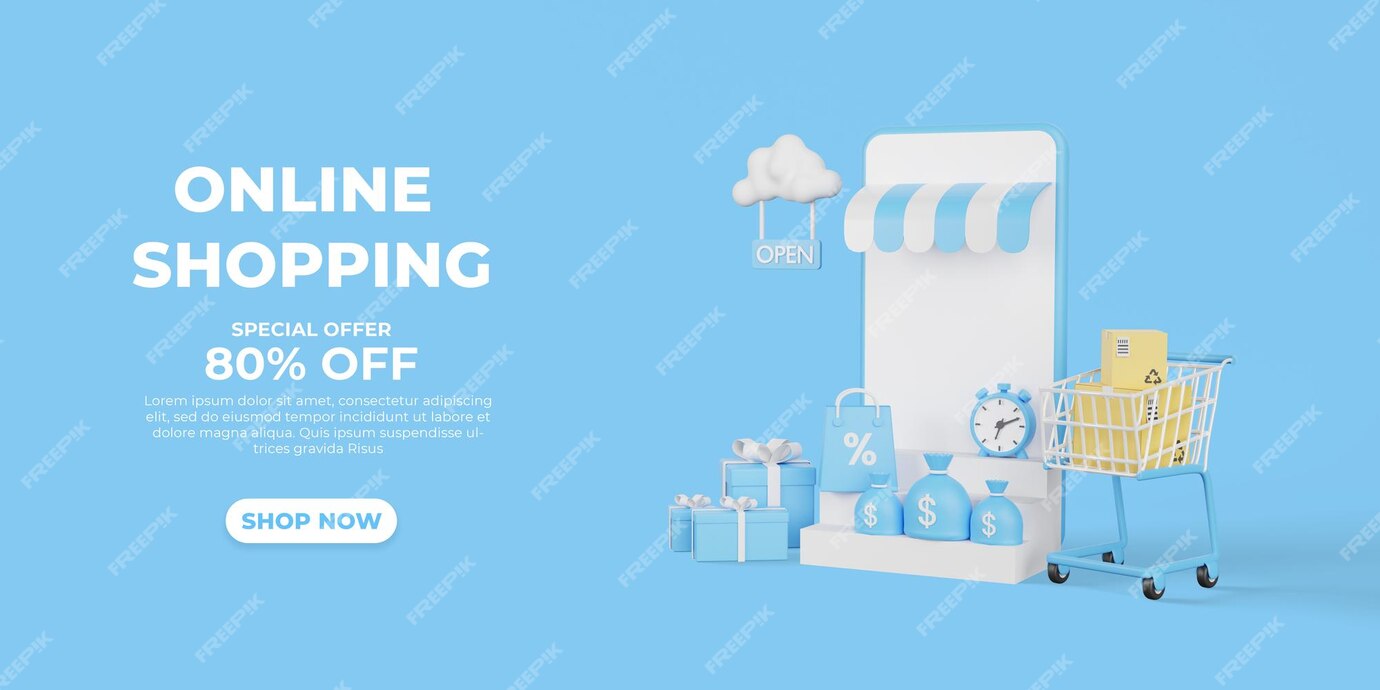 ONLINE
SHOPPING
SPECIAL OFFER
80% OFF
Lorem ipsum dolor sit amet, consectetur adipiscing
elit, sed do eiusmod tempor incididunt ut labore et
dolore magna aliqua. Quis ipsum suspendisse ul-
trices gravida Risus
SHOP NOW
OPEN
%
$
$
$
FREEPIK